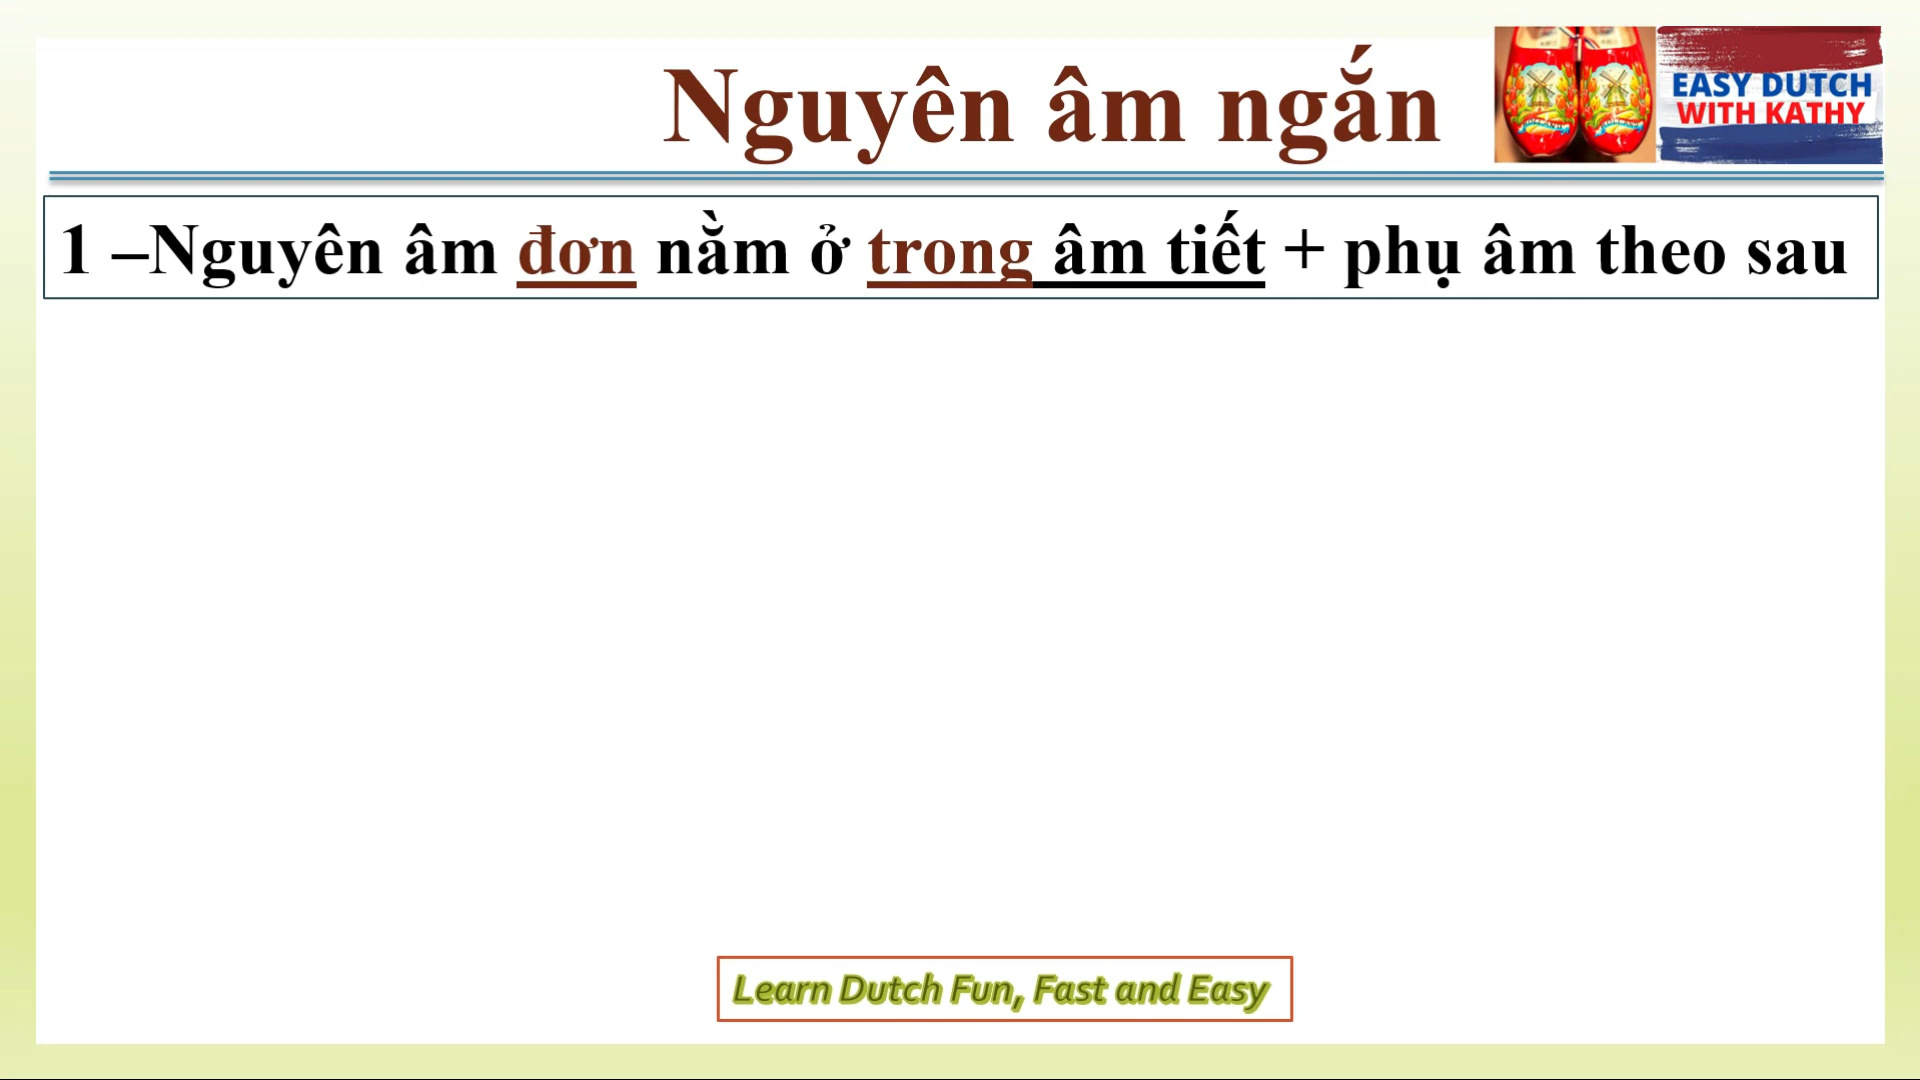 Nguyên âm ngắn
EASY DUTCH
WITH KATHY
1 –Nguyên âm đơn nằm ở trong âm tiết + phụ âm theo sau
Learn Dutch Fun, Fast and Easy